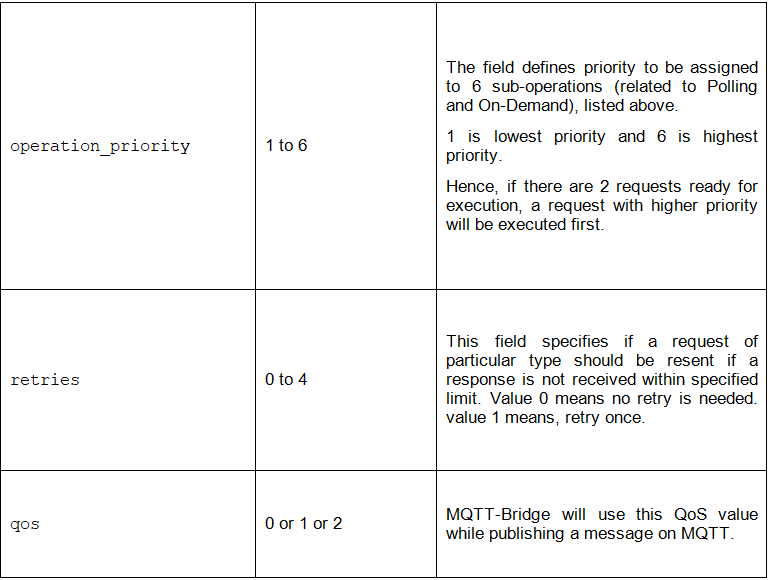 operation_priority
1 to 6
The field defines priority to be assigned
to 6 sub-operations (related to Polling
and On-Demand), listed above.
1 is lowest priority and 6 is highest
priority.
Hence, if there are 2 requests ready for
execution, a request with higher priority
will be executed first.
retries
0 to 4
This field specifies if a request of
particular type should be resent if a
response is not received within specified
limit. Value 0 means no retry is needed.
value 1 means, retry once.
qos
0 or 1 or 2
MQTT-Bridge will use this QoS value
while publishing a message on MQTT.